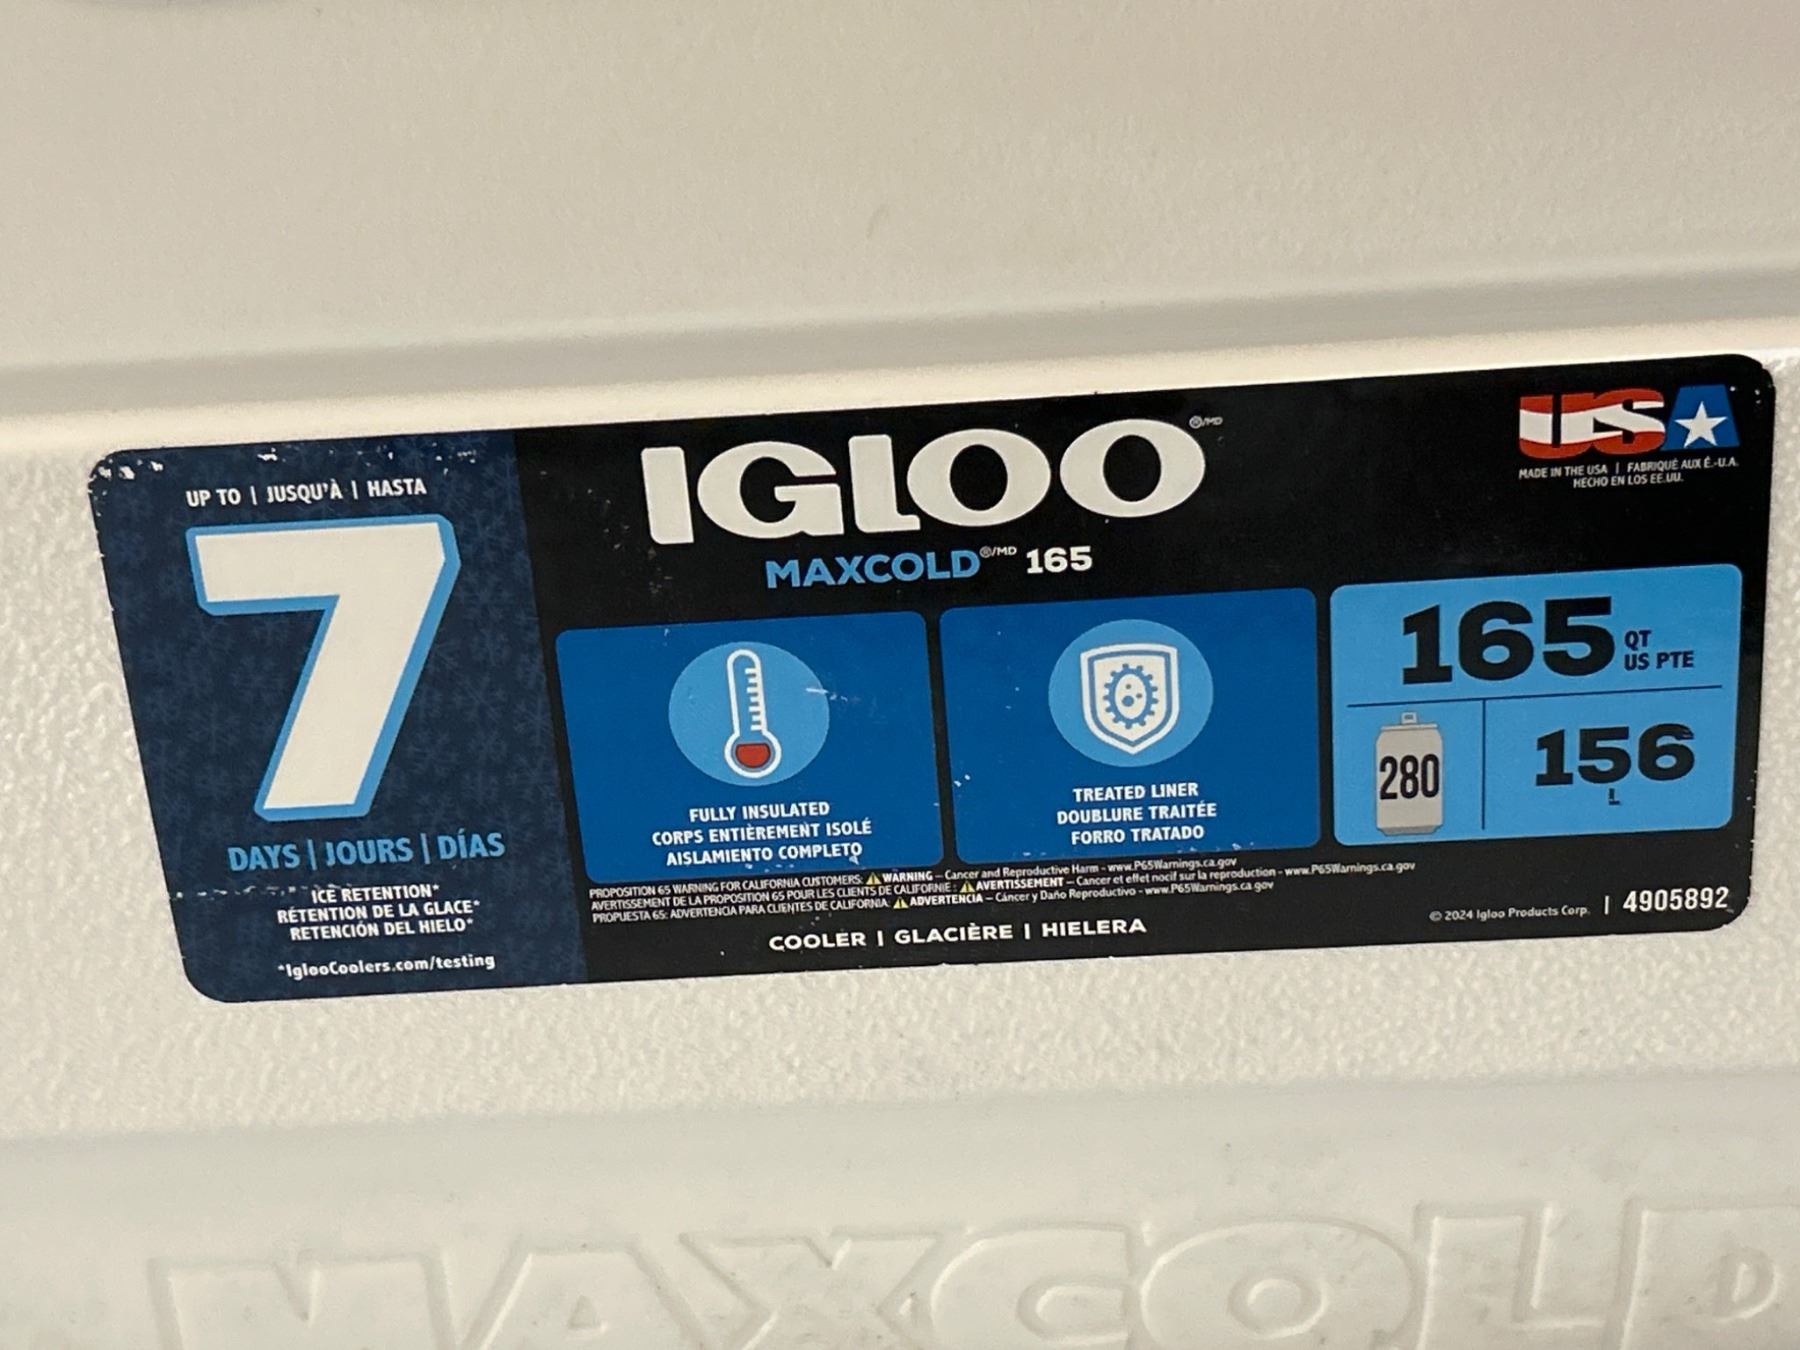 UP TO | JUSQU'À | HASTA
7
DAYS | JOURS | DÍAS
ICE RETENTION*
RÉTENTION DE LA GLACE*
RETENCIÓN DEL HIELO*
*IglooCoolers.com/testing
IGLOO®/MD
MAXCOLD®/MD 165
FULLY INSULATED
CORPS ENTIÈREMENT ISOLÉ
AISLAMIENTO COMPLETO
TREATED LINER
DOUBLURE TRAITÉE
FORRO TRATADO
USA
MADE IN THE USA | FABRIQUÉ AUX É.-U.A.
HECHO EN LOS EE.UU.
165 QT
US PTE
280
156
L
PROPOSITION 65 WARNING FOR CALIFORNIA CUSTOMERS: ⚠WARNING – Cancer and Reproductive Harm - www.P65Warnings.ca.gov
AVERTISSEMENT DE LA PROPOSITION 65 POUR LES CLIENTS DE CALIFORNIE : ⚠AVERTISSEMENT – Cancer et effet nocif sur la reproduction - www.P65Warnings.ca.gov
PROPUESTA 65: ADVERTENCIA PARA CLIENTES DE CALIFORNIA: ⚠ADVERTENCIA – Cáncer y Daño Reproductivo - www.P65Warnings.ca.gov
COOLER | GLACIÈRE | HIELERA
© 2024 Igloo Products Corp. | 4905892
MAXCOLD